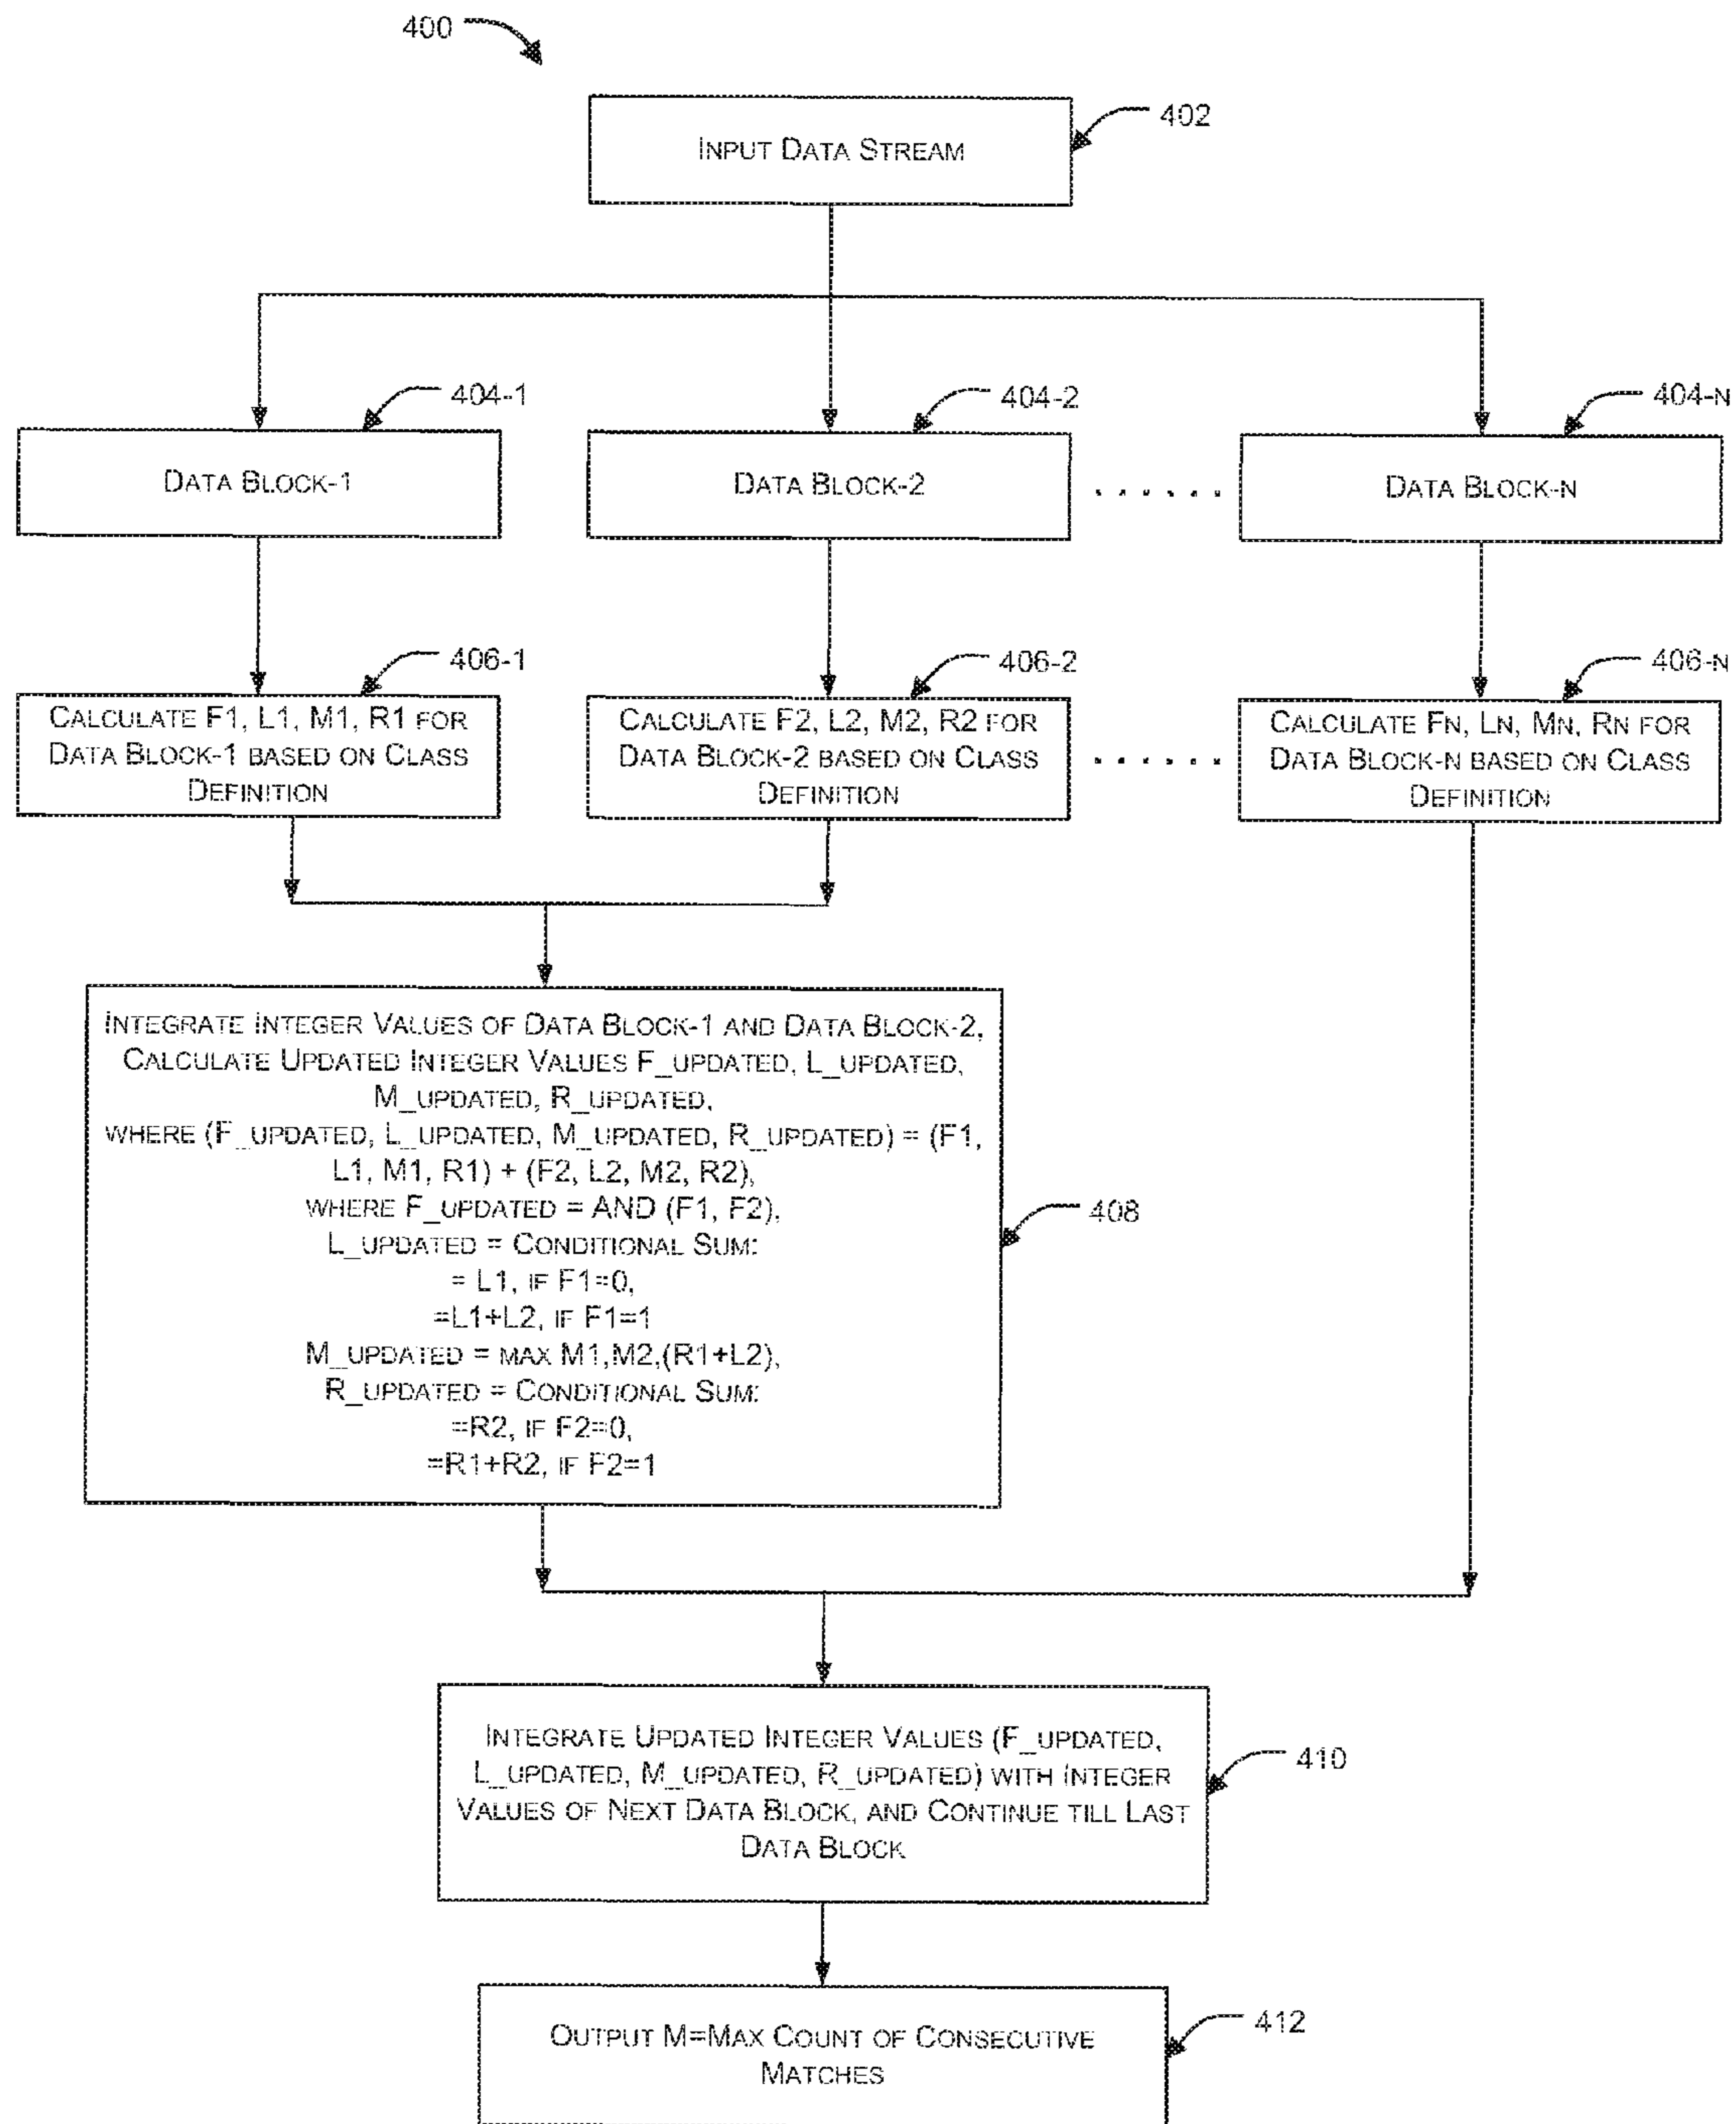 400
402
INPUT DATA STREAM
404-1
404-2
404-N
DATA BLOCK-1
DATA BLOCK-2
DATA BLOCK-N
406-1
406-2
406-N
CALCULATE F1, L1, M1, R1 FOR
DATA BLOCK-1 BASED ON CLASS
DEFINITION
CALCULATE F2, L2, M2, R2 FOR
DATA BLOCK-2 BASED ON CLASS
DEFINITION
CALCULATE FN, LN, MN, RN FOR
DATA BLOCK-N BASED ON CLASS
DEFINITION
INTEGRATE INTEGER VALUES OF DATA BLOCK-1 AND DATA BLOCK-2,
CALCULATE UPDATED INTEGER VALUES F_UPDATED, L_UPDATED,
M_UPDATED, R_UPDATED,
WHERE (F_UPDATED, L_UPDATED, M_UPDATED, R_UPDATED) = (F1,
L1, M1, R1) + (F2, L2, M2, R2),
WHERE F_UPDATED = AND (F1, F2),
L_UPDATED = CONDITIONAL SUM:
= L1, IF F1=0,
=L1+L2, IF F1=1
M_UPDATED = MAX M1,M2,(R1+L2),
R_UPDATED = CONDITIONAL SUM:
=R2, IF F2=0,
=R1+R2, IF F2=1
408
INTEGRATE UPDATED INTEGER VALUES (F_UPDATED,
L_UPDATED, M_UPDATED, R_UPDATED) WITH INTEGER
VALUES OF NEXT DATA BLOCK, AND CONTINUE TILL LAST
DATA BLOCK
410
OUTPUT M=MAX COUNT OF CONSECUTIVE
MATCHES
412